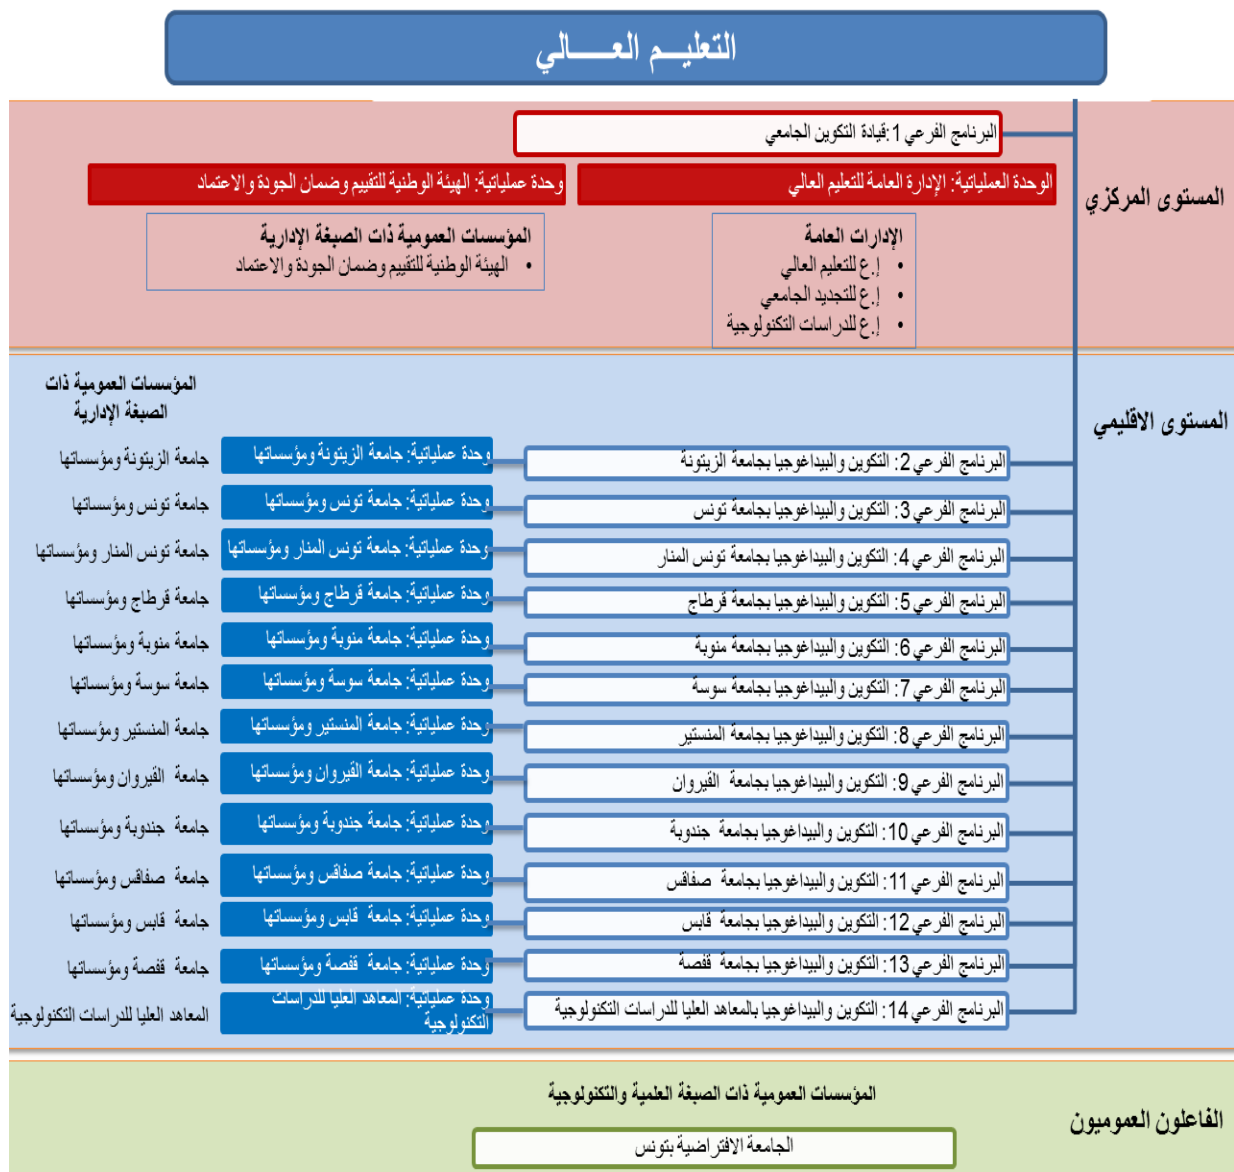 التعليـــم العـــــالي
البرنامج الفرعي 1:قيادة التكوين الجامعي
المستوى المركزي
الوحدة العملياتية: الإدارة العامة للتعليم العالي
وحدة عملياتية: الهيئة الوطنية للتقييم وضمان الجودة والاعتماد
الإدارات العامة
• إ.ع للتعليم العالي
• إ.ع للتجديد الجامعي
• إ.ع للدراسات التكنولوجية
المؤسسات العمومية ذات الصبغة الإدارية
• الهيئة الوطنية للتقييم وضمان الجودة والاعتماد
المستوى الاقليمي
المؤسسات العمومية ذات
الصبغة الإدارية
البرنامج الفرعي 2: التكوين والبيداغوجيا بجامعة الزيتونة
وحدة عملياتية: جامعة الزيتونة ومؤسساتها
جامعة الزيتونة ومؤسساتها
البرنامج الفرعي 3: التكوين والبيداغوجيا بجامعة تونس
وحدة عملياتية: جامعة تونس ومؤسساتها
جامعة تونس ومؤسساتها
البرنامج الفرعي 4: التكوين والبيداغوجيا بجامعة تونس المنار
وحدة عملياتية: جامعة تونس المنار ومؤسساتها
جامعة تونس المنار ومؤسساتها
البرنامج الفرعي 5: التكوين والبيداغوجيا بجامعة قرطاج
وحدة عملياتية: جامعة قرطاج ومؤسساتها
جامعة قرطاج ومؤسساتها
البرنامج الفرعي 6: التكوين والبيداغوجيا بجامعة منوبة
وحدة عملياتية: جامعة منوبة ومؤسساتها
جامعة منوبة ومؤسساتها
البرنامج الفرعي 7: التكوين والبيداغوجيا بجامعة سوسة
وحدة عملياتية: جامعة سوسة ومؤسساتها
جامعة سوسة ومؤسساتها
البرنامج الفرعي 8: التكوين والبيداغوجيا بجامعة المنستير
وحدة عملياتية: جامعة المنستير ومؤسساتها
جامعة المنستير ومؤسساتها
البرنامج الفرعي 9: التكوين والبيداغوجيا بجامعة القيروان
وحدة عملياتية: جامعة القيروان ومؤسساتها
جامعة القيروان ومؤسساتها
البرنامج الفرعي 10: التكوين والبيداغوجيا بجامعة جندوبة
وحدة عملياتية: جامعة جندوبة ومؤسساتها
جامعة جندوبة ومؤسساتها
البرنامج الفرعي 11: التكوين والبيداغوجيا بجامعة صفاقس
وحدة عملياتية: جامعة صفاقس ومؤسساتها
جامعة صفاقس ومؤسساتها
البرنامج الفرعي 12: التكوين والبيداغوجيا بجامعة قابس
وحدة عملياتية: جامعة قابس ومؤسساتها
جامعة قابس ومؤسساتها
البرنامج الفرعي 13: التكوين والبيداغوجيا بجامعة قفصة
وحدة عملياتية: جامعة قفصة ومؤسساتها
جامعة قفصة ومؤسساتها
البرنامج الفرعي 14: التكوين والبيداغوجيا بالمعاهد العليا للدراسات التكنولوجية
وحدة عملياتية: المعاهد العليا للدراسات
التكنولوجية
المعاهد العليا للدراسات التكنولوجية
المؤسسات العمومية ذات الصبغة العلمية والتكنولوجية
الفاعلون العموميون
الجامعة الافتراضية بتونس